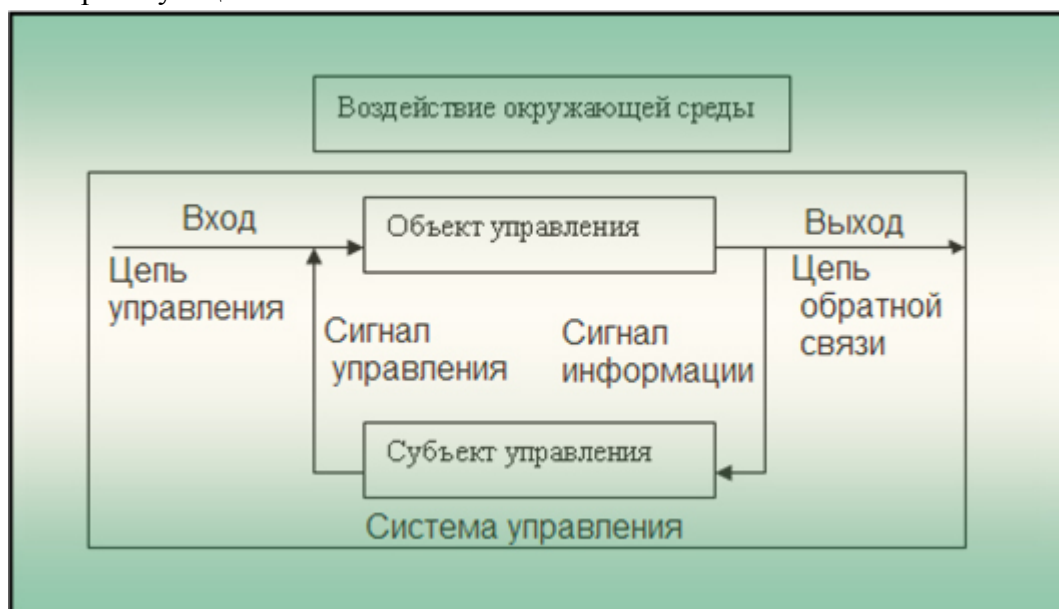 Воздействие окружающей среды
Вход
Объект управления
Выход
Цепь
управления
Цепь
обратной
связи
Сигнал
управления
Сигнал
информации
Субъект управления
Система управления